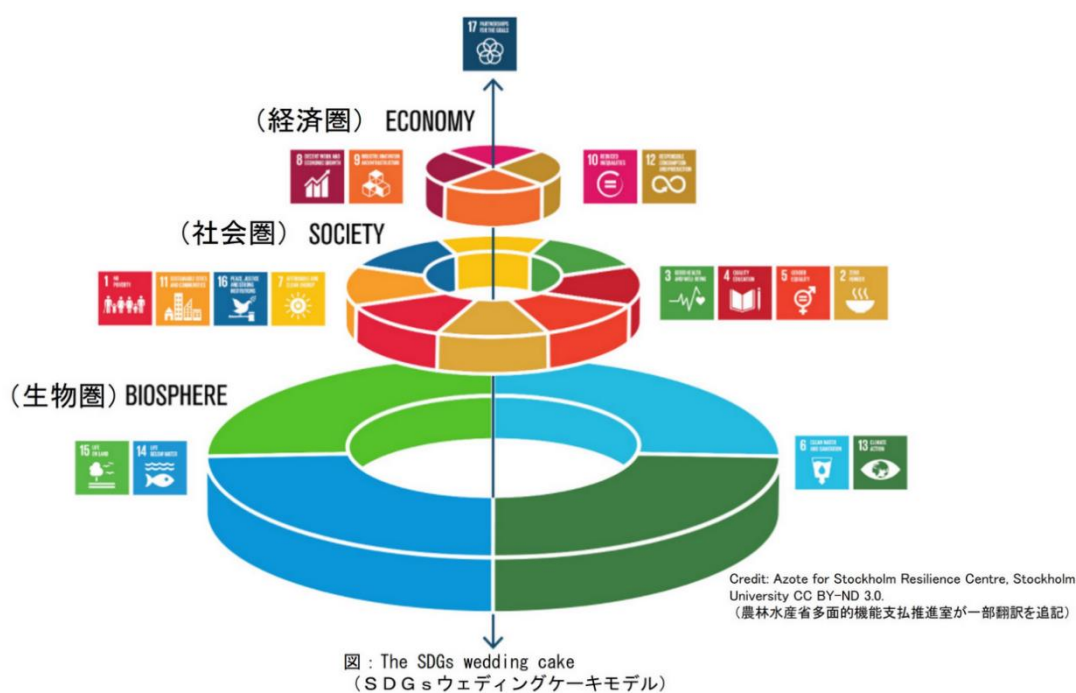 17 PARTNERSHIPS
FOR THE GOALS
(経済圏) ECONOMY
8 DECENT WORK AND
ECONOMIC GROWTH
9 INDUSTRY, INNOVATION
AND INFRASTRUCTURE
10 REDUCED
INEQUALITIES
12 RESPONSIBLE
CONSUMPTION
AND PRODUCTION
(社会圏) SOCIETY
1 NO
POVERTY
11 SUSTAINABLE CITIES
AND COMMUNITIES
16 PEACE, JUSTICE
AND STRONG
INSTITUTIONS
7 AFFORDABLE AND
CLEAN ENERGY
3 GOOD HEALTH
AND WELL-BEING
4 QUALITY
EDUCATION
5 GENDER
EQUALITY
2 ZERO
HUNGER
(生物圏) BIOSPHERE
15 LIFE
ON LAND
14 LIFE
BELOW WATER
6 CLEAN WATER
AND SANITATION
13 CLIMATE
ACTION
Credit: Azote for Stockholm Resilience Centre, Stockholm
University CC BY-ND 3.0.
(農林水産省多面的機能支払推進室が一部翻訳を追記)
図：The SDGs wedding cake
(ＳＤＧｓウェディングケーキモデル)